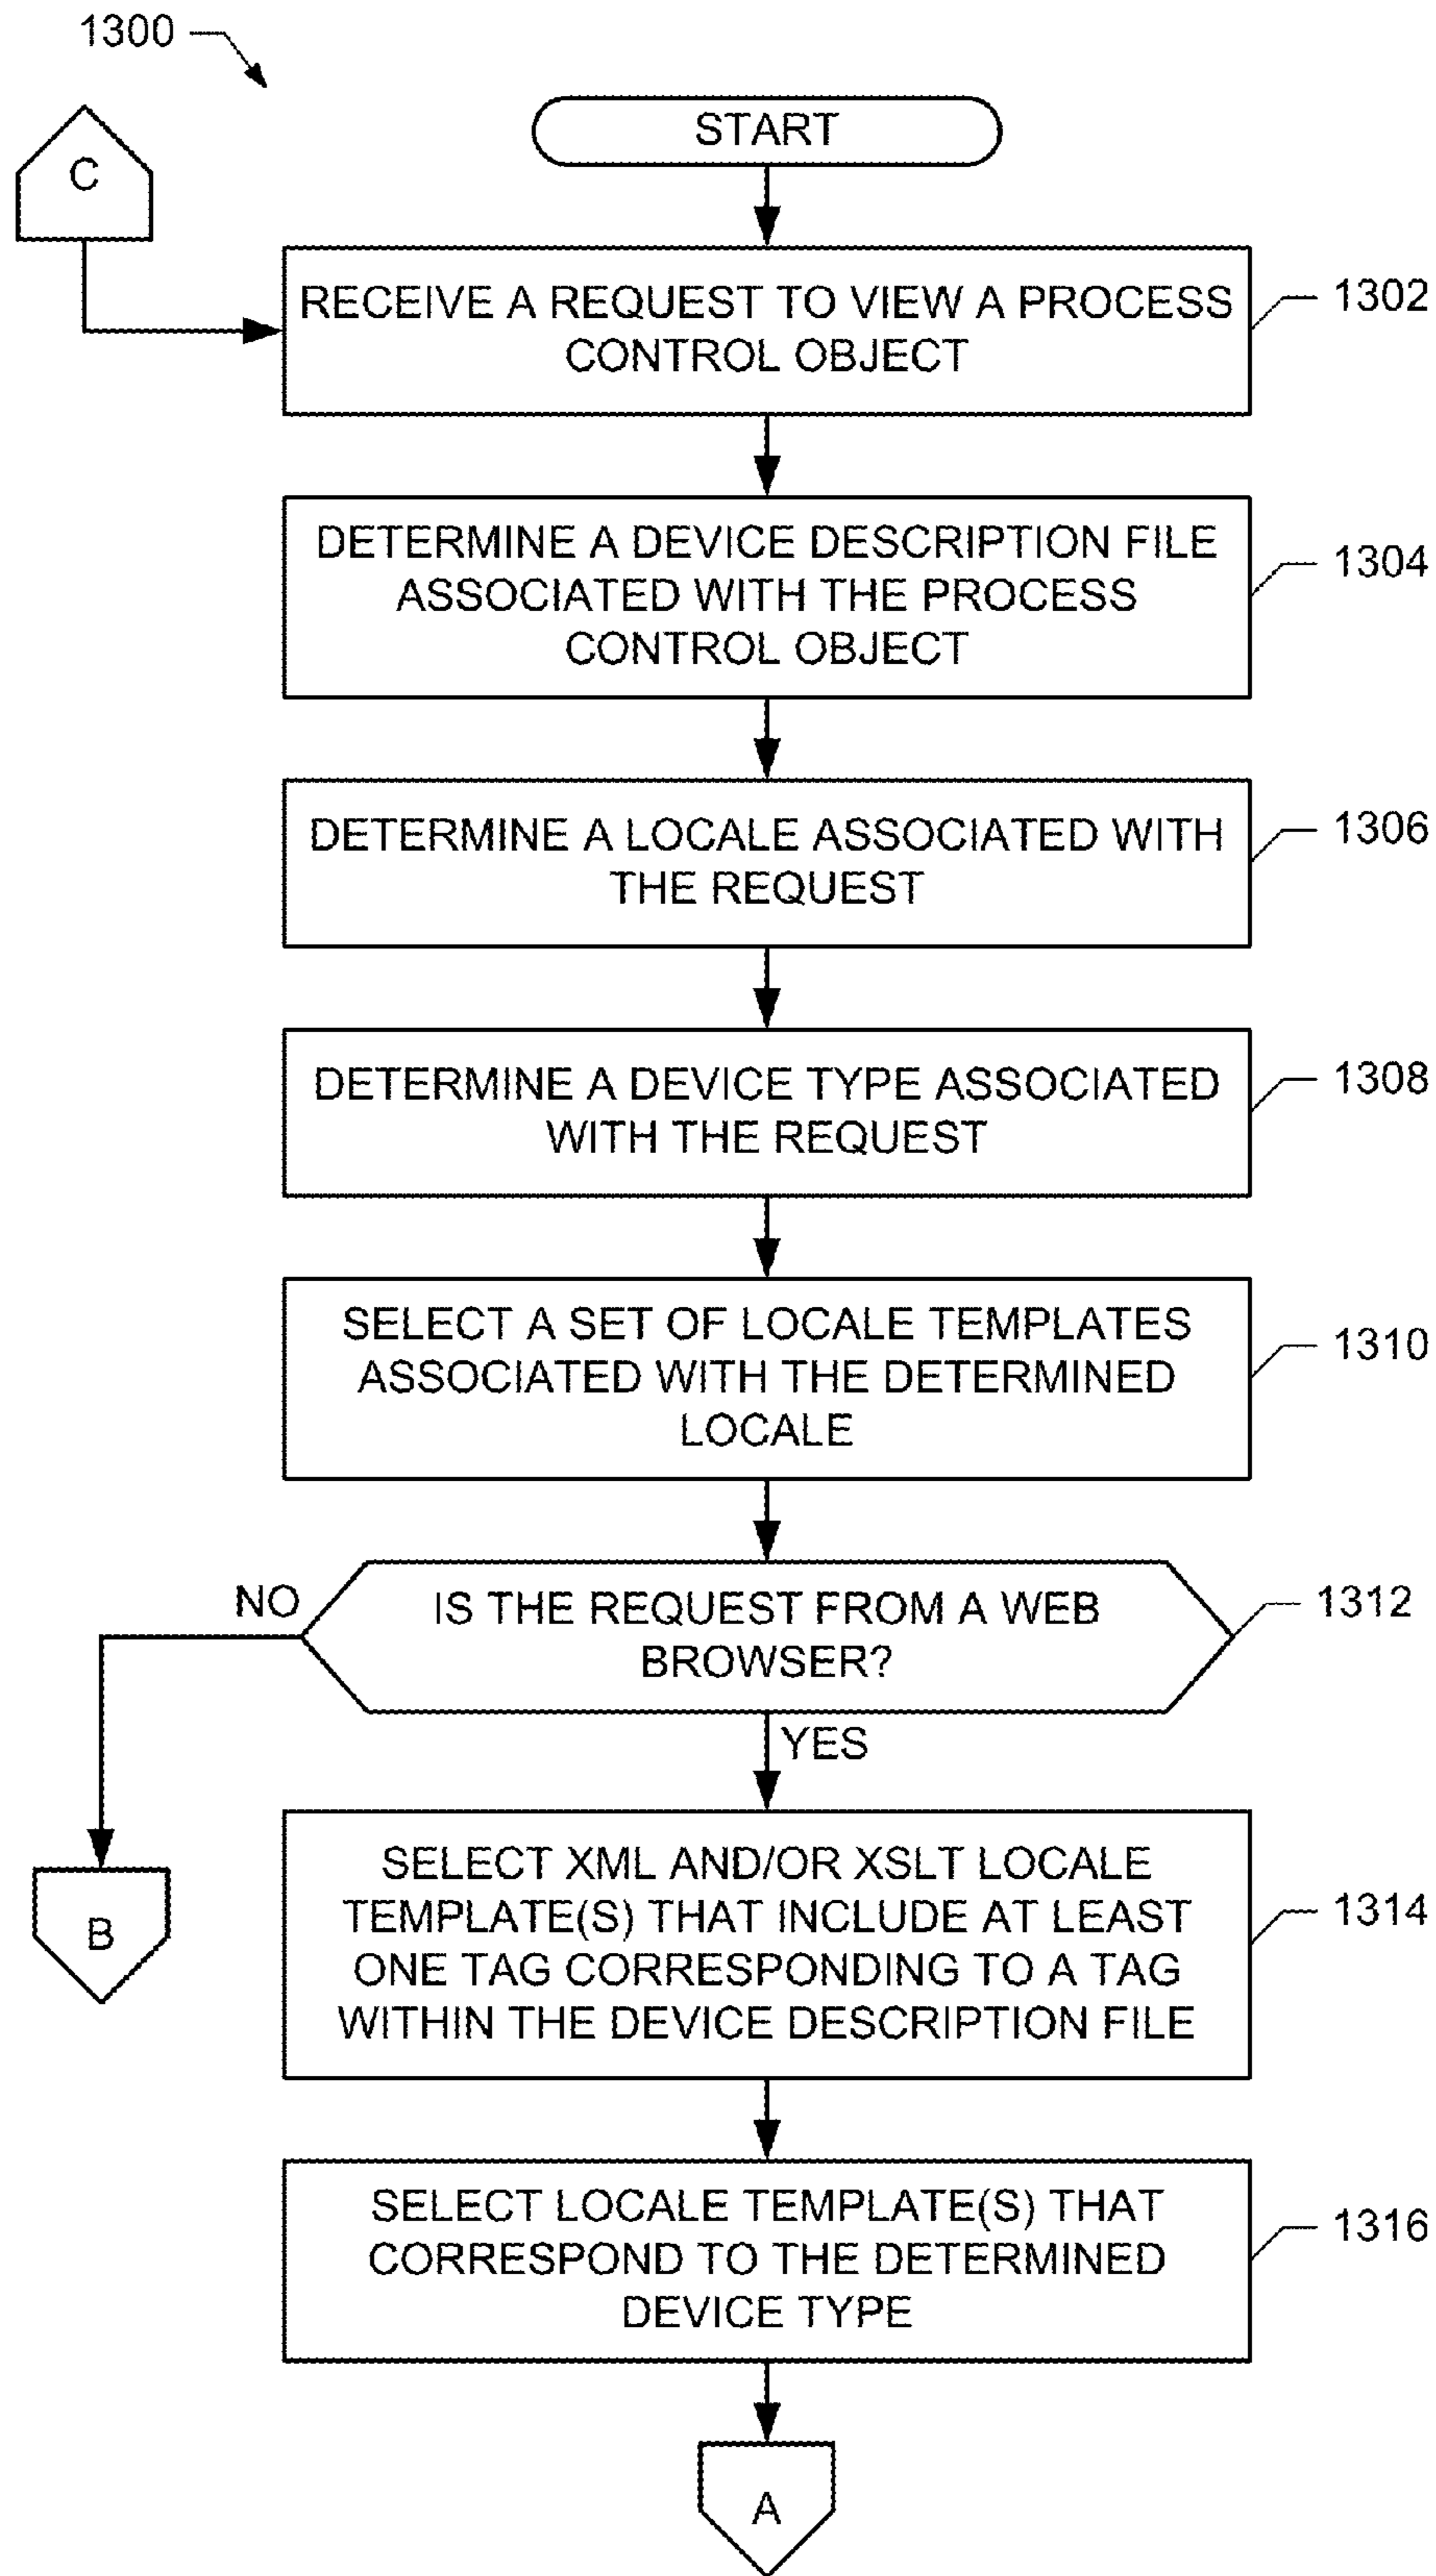 1300
START
C
RECEIVE A REQUEST TO VIEW A PROCESS
CONTROL OBJECT
1302
DETERMINE A DEVICE DESCRIPTION FILE
ASSOCIATED WITH THE PROCESS
CONTROL OBJECT
1304
DETERMINE A LOCALE ASSOCIATED WITH
THE REQUEST
1306
DETERMINE A DEVICE TYPE ASSOCIATED
WITH THE REQUEST
1308
SELECT A SET OF LOCALE TEMPLATES
ASSOCIATED WITH THE DETERMINED
LOCALE
1310
NO
IS THE REQUEST FROM A WEB
BROWSER?
1312
YES
B
SELECT XML AND/OR XSLT LOCALE
TEMPLATE(S) THAT INCLUDE AT LEAST
ONE TAG CORRESPONDING TO A TAG
WITHIN THE DEVICE DESCRIPTION FILE
1314
SELECT LOCALE TEMPLATE(S) THAT
CORRESPOND TO THE DETERMINED
DEVICE TYPE
1316
A